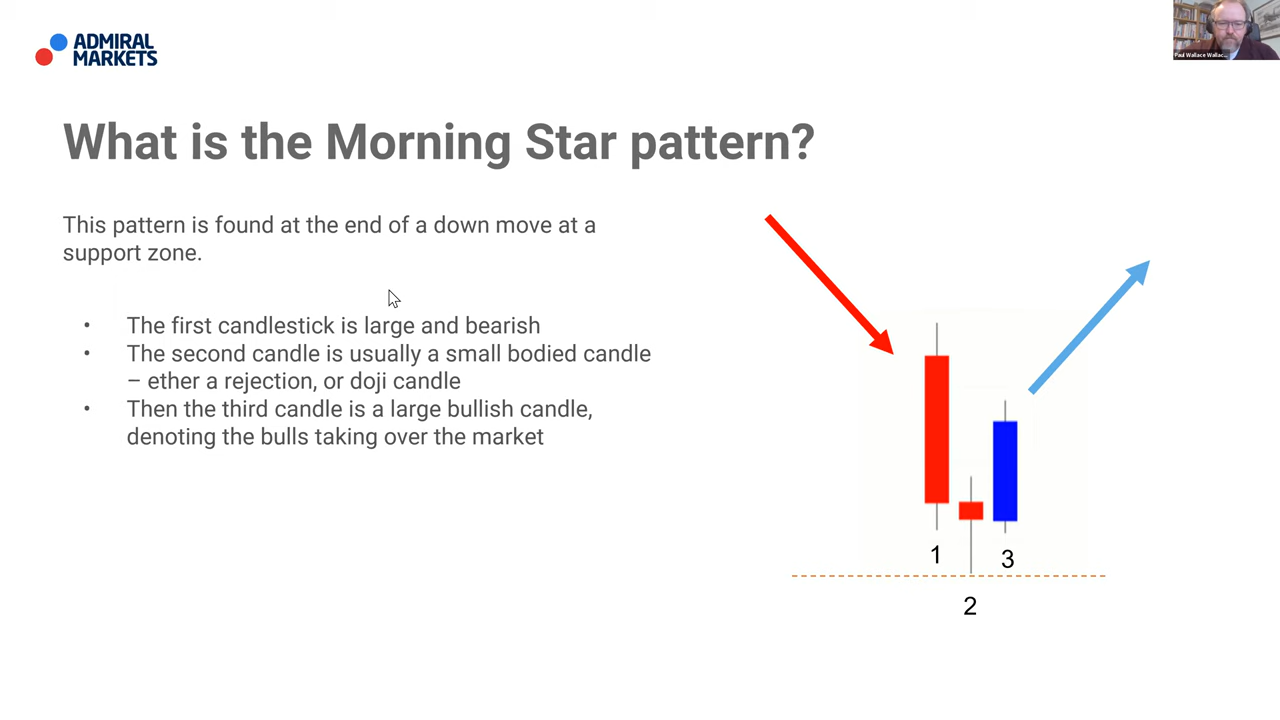 ADMIRAL
MARKETS
Paul Wallace Wallac...
What is the Morning Star pattern?
This pattern is found at the end of a down move at a
support zone.
• The first candlestick is large and bearish
• The second candle is usually a small bodied candle
– ether a rejection, or doji candle
• Then the third candle is a large bullish candle,
denoting the bulls taking over the market
1
3
2